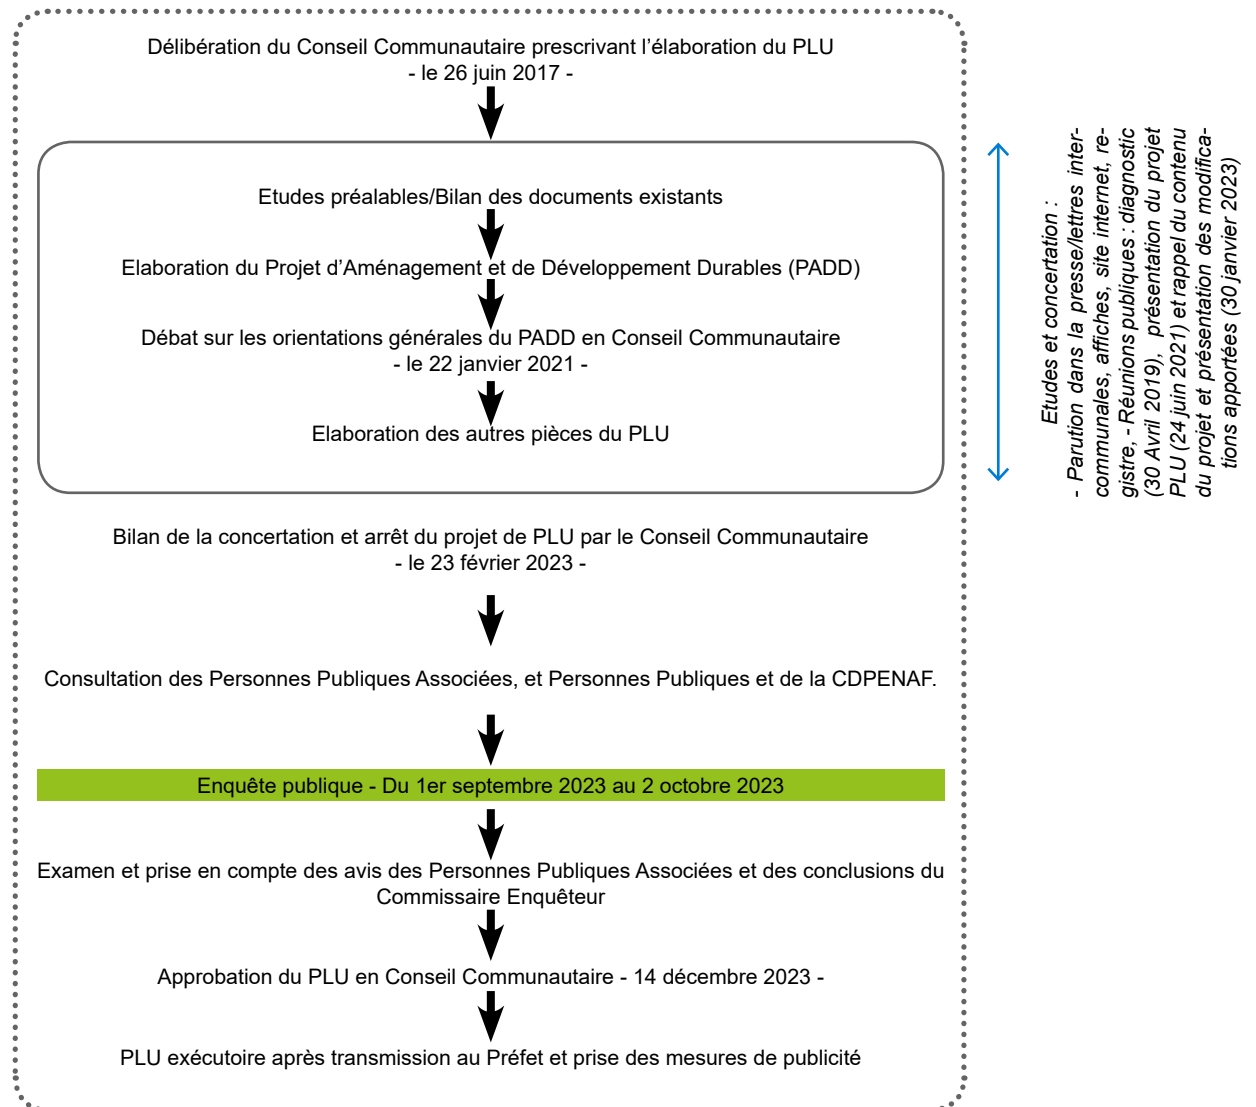 Délibération du Conseil Communautaire prescrivant l’élaboration du PLU
- le 26 juin 2017 -
Etudes préalables/Bilan des documents existants
Elaboration du Projet d’Aménagement et de Développement Durables (PADD)
Débat sur les orientations générales du PADD en Conseil Communautaire
- le 22 janvier 2021 -
Elaboration des autres pièces du PLU
Bilan de la concertation et arrêt du projet de PLU par le Conseil Communautaire
- le 23 février 2023 -
Consultation des Personnes Publiques Associées, et Personnes Publiques et de la CDPENAF.
Enquête publique - Du 1er septembre 2023 au 2 octobre 2023
Examen et prise en compte des avis des Personnes Publiques Associées et des conclusions du
Commissaire Enquêteur
Approbation du PLU en Conseil Communautaire - 14 décembre 2023 -
PLU exécutoire après transmission au Préfet et prise des mesures de publicité
Etudes et concertation :
- Parution dans la presse/lettres inter-
communales, affiches, site internet, re-
gistre, - Réunions publiques : diagnostic
(30 Avril 2019), présentation du projet
PLU (24 juin 2021) et rappel du contenu
du projet et présentation des modifica-
tions apportées (30 janvier 2023)